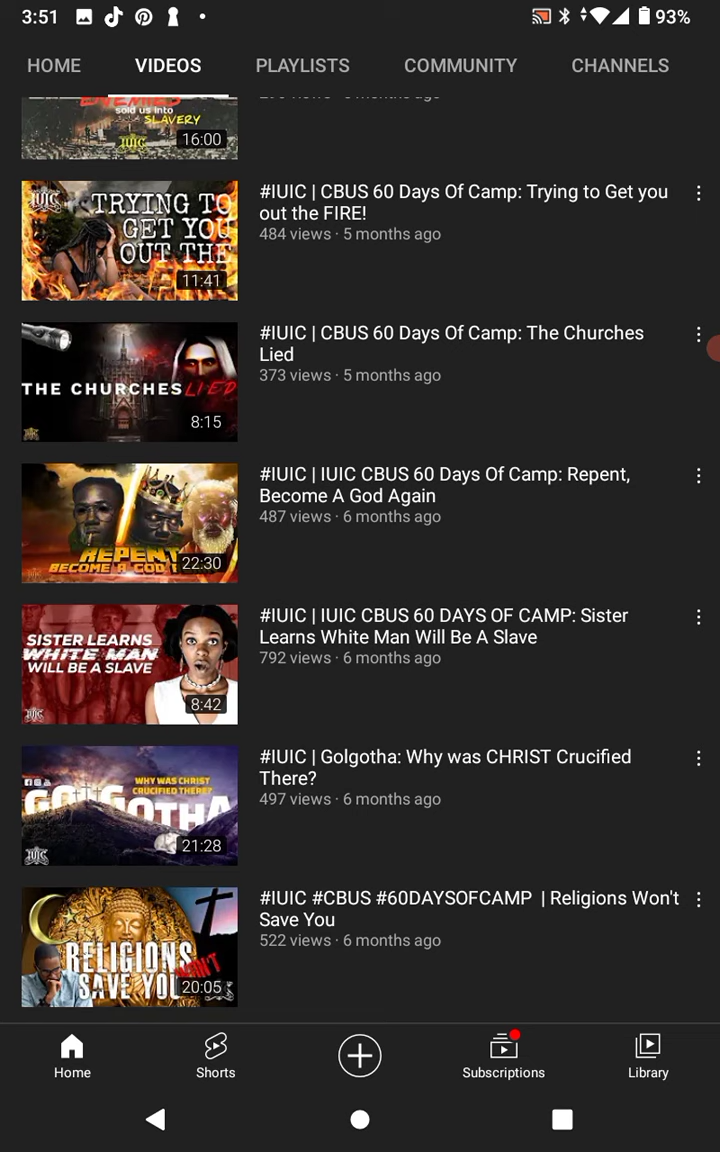 3:51
93%
HOME VIDEOS PLAYLISTS COMMUNITY CHANNELS
ENEMIES
sold us into
SLAVERY
IUIC
16:00
IUIC
TRYING TO
GET YOU
OUT THE
11:41
#IUIC | CBUS 60 Days Of Camp: Trying to Get you
out the FIRE!
484 views · 5 months ago
THE CHURCHES LIED
8:15
#IUIC | CBUS 60 Days Of Camp: The Churches
Lied
373 views · 5 months ago
REPENT
BECOME A GOD
22:30
#IUIC | IUIC CBUS 60 Days Of Camp: Repent,
Become A God Again
487 views · 6 months ago
SISTER LEARNS
WHITE MAN
WILL BE A SLAVE
IUIC
8:42
#IUIC | IUIC CBUS 60 DAYS OF CAMP: Sister
Learns White Man Will Be A Slave
792 views · 6 months ago
WHY WAS CHRIST
CRUCIFIED THERE?
GOLGOTHA
IUIC
21:28
#IUIC | Golgotha: Why was CHRIST Crucified
There?
497 views · 6 months ago
RELIGIONS
WON'T
SAVE YOU
20:05
#IUIC #CBUS #60DAYSOFCAMP | Religions Won't
Save You
522 views · 6 months ago
Home Shorts Subscriptions Library